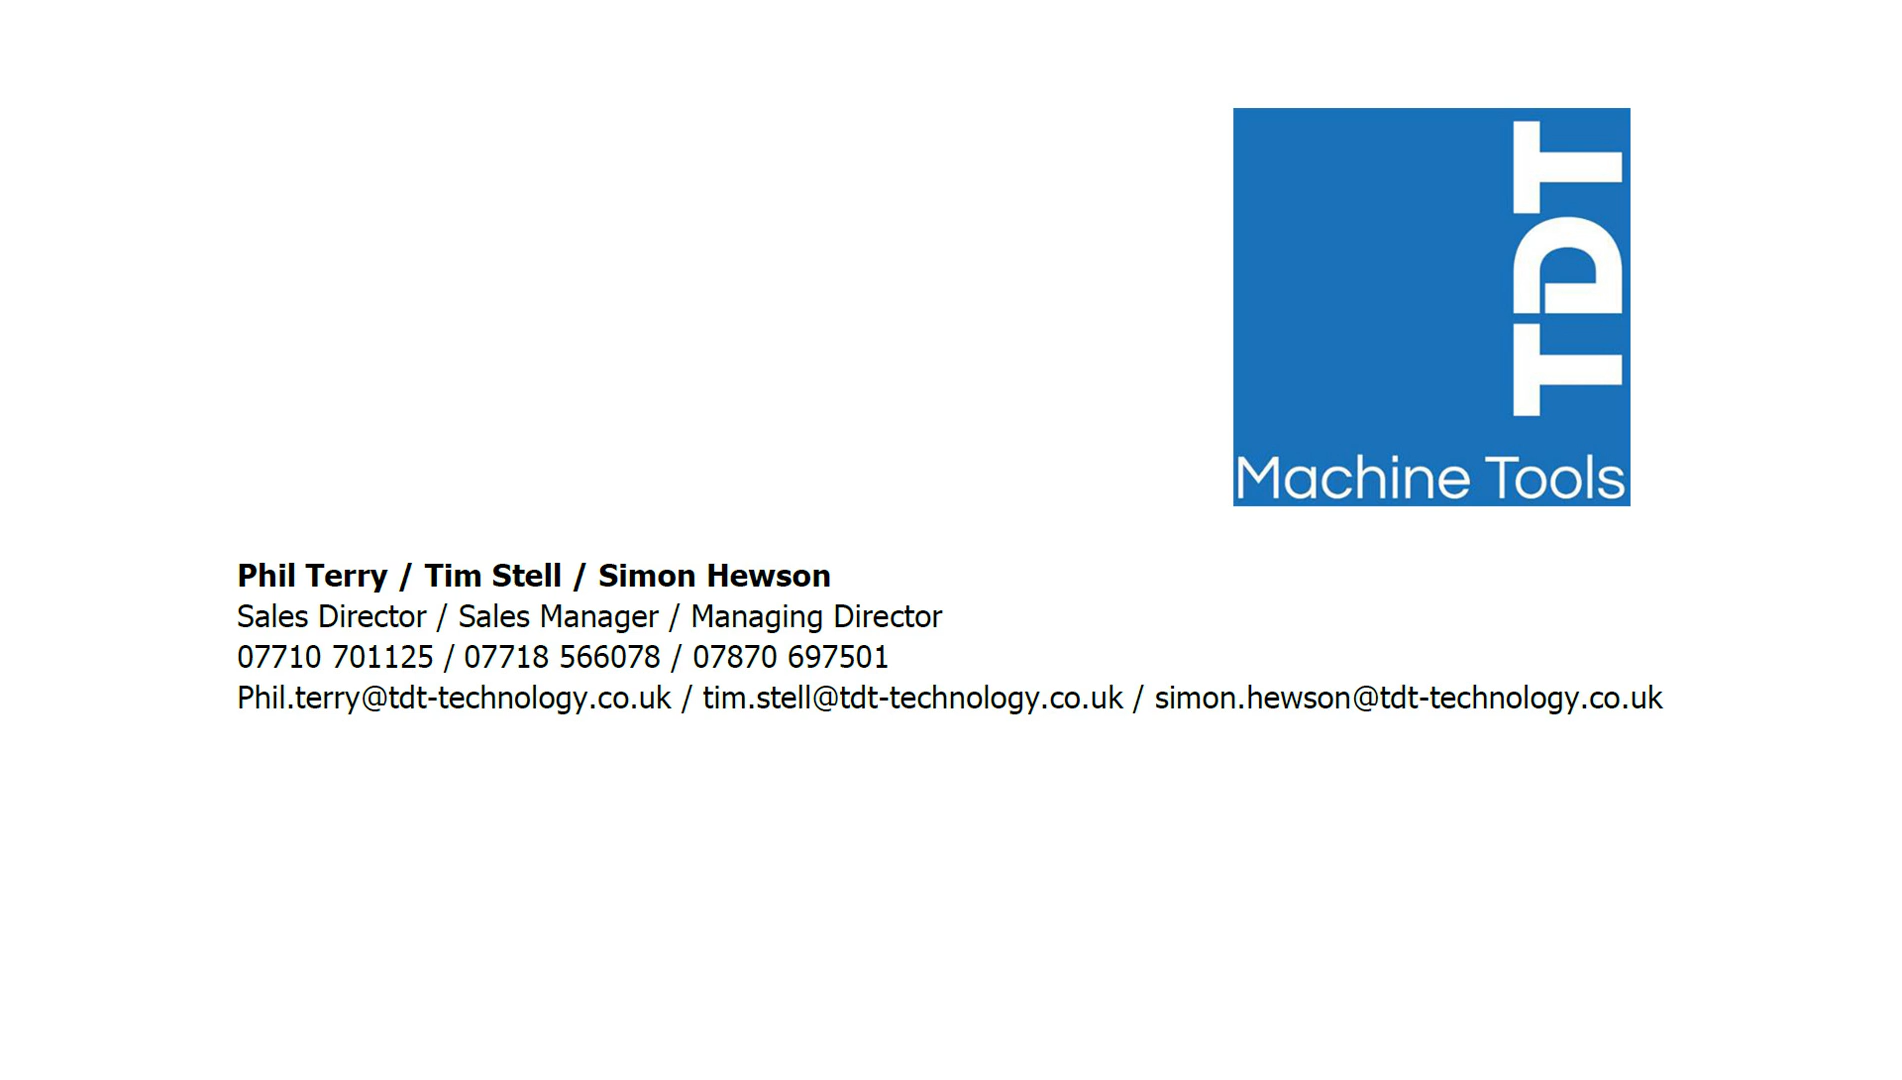 TDT
Machine Tools
Phil Terry / Tim Stell / Simon Hewson
Sales Director / Sales Manager / Managing Director
07710 701125 / 07718 566078 / 07870 697501
Phil.terry@tdt-technology.co.uk / tim.stell@tdt-technology.co.uk / simon.hewson@tdt-technology.co.uk